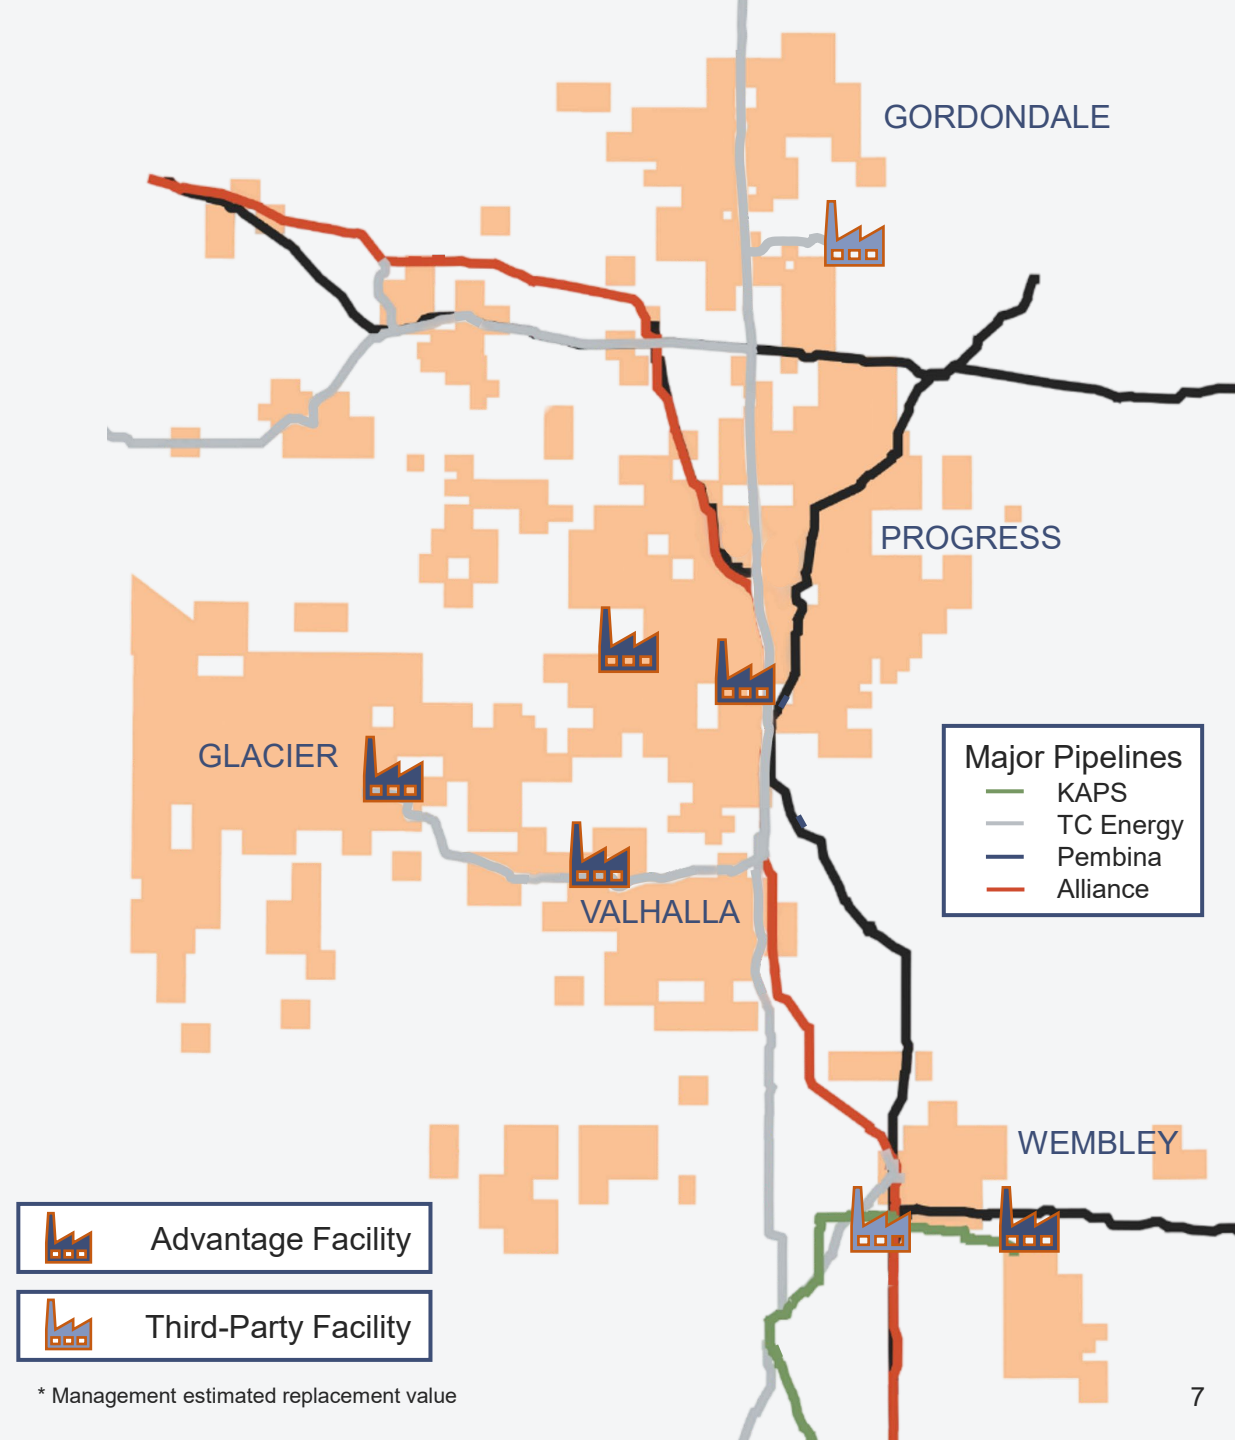 GORDONDALE
PROGRESS
GLACIER
Major Pipelines
KAPS
TC Energy
Pembina
Alliance
VALHALLA
WEMBLEY
Advantage Facility
Third-Party Facility
* Management estimated replacement value
7